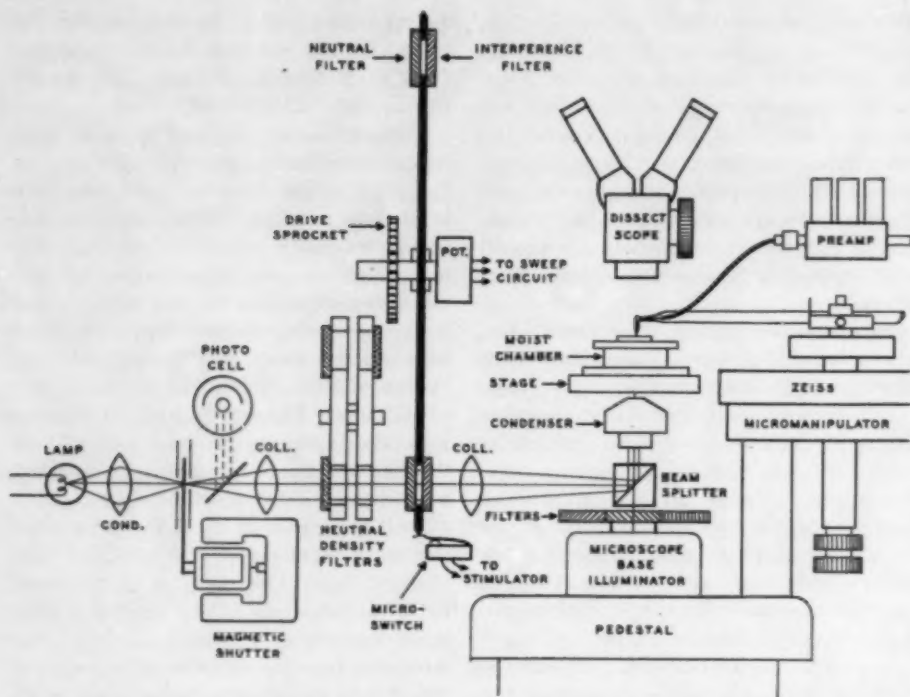 NEUTRAL
FILTER
INTERFERENCE
FILTER
DRIVE
SPROCKET
POT.
TO SWEEP
CIRCUIT
DISSECT
SCOPE
PREAMP
PHOTO
CELL
MOIST
CHAMBER
STAGE
CONDENSER
ZEISS
MICROMANIPULATOR
LAMP
COND.
COLL.
COLL.
BEAM
SPLITTER
FILTERS
NEUTRAL
DENSITY
FILTERS
TO
STIMULATOR
MICRO-
SWITCH
MAGNETIC
SHUTTER
MICROSCOPE
BASE
ILLUMINATOR
PEDESTAL